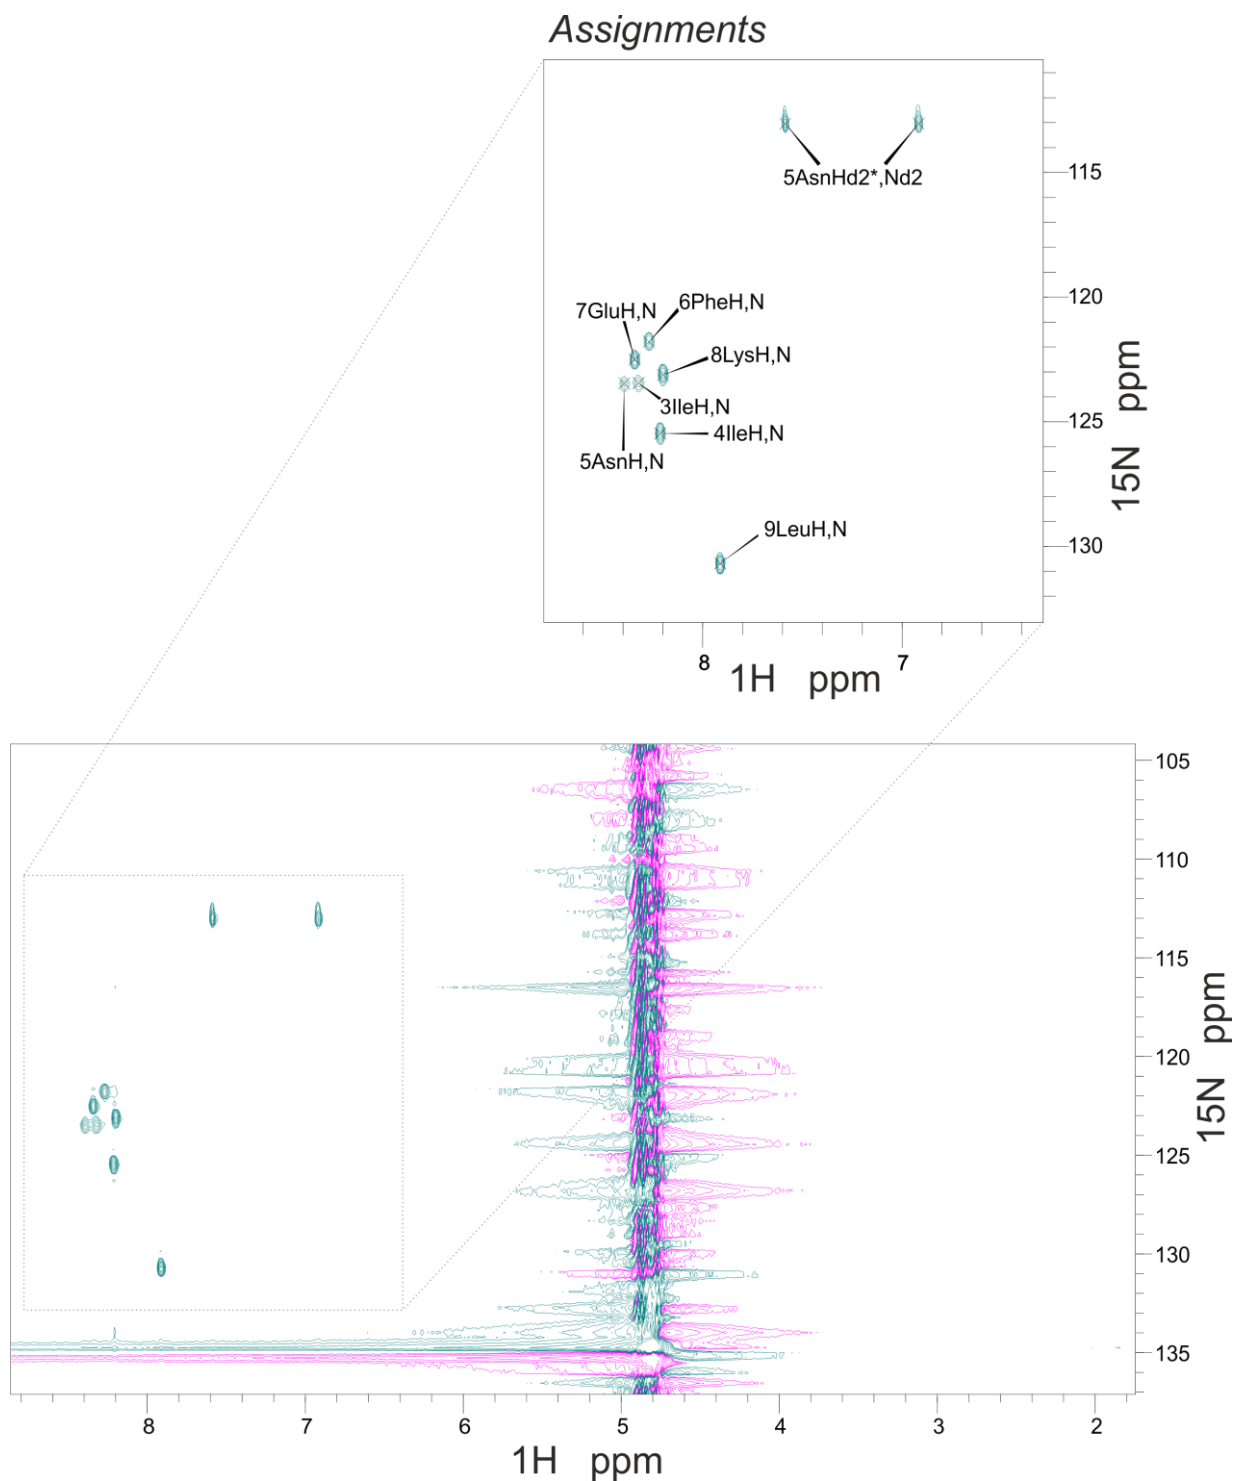 Assignments
115
5AsnHd2*,Nd2
120
6PheH,N
7GluH,N
8LysH,N
3IleH,N
125
4IleH,N
5AsnH,N
9LeuH,N
130
15N ppm
8 7
1H ppm
105
110
115
120
125
130
135
15N ppm
8 7 6 5 4 3 2
1H ppm